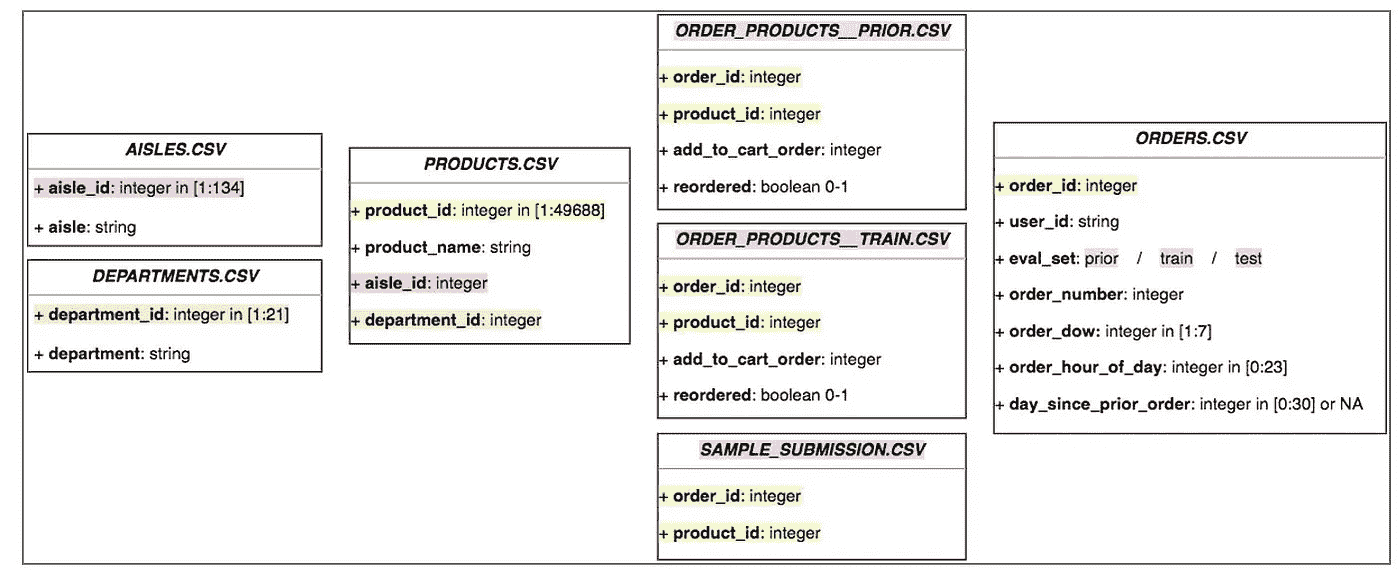 AISLES.CSV
+ aisle_id: integer in [1:134]
+ aisle: string
DEPARTMENTS.CSV
+ department_id: integer in [1:21]
+ department: string
PRODUCTS.CSV
+ product_id: integer in [1:49688]
+ product_name: string
+ aisle_id: integer
+ department_id: integer
ORDER_PRODUCTS__PRIOR.CSV
+ order_id: integer
+ product_id: integer
+ add_to_cart_order: integer
+ reordered: boolean 0-1
ORDER_PRODUCTS__TRAIN.CSV
+ order_id: integer
+ product_id: integer
+ add_to_cart_order: integer
+ reordered: boolean 0-1
SAMPLE_SUBMISSION.CSV
+ order_id: integer
+ product_id: integer
ORDERS.CSV
+ order_id: integer
+ user_id: string
+ eval_set: prior / train / test
+ order_number: integer
+ order_dow: integer in [1:7]
+ order_hour_of_day: integer in [0:23]
+ day_since_prior_order: integer in [0:30] or NA